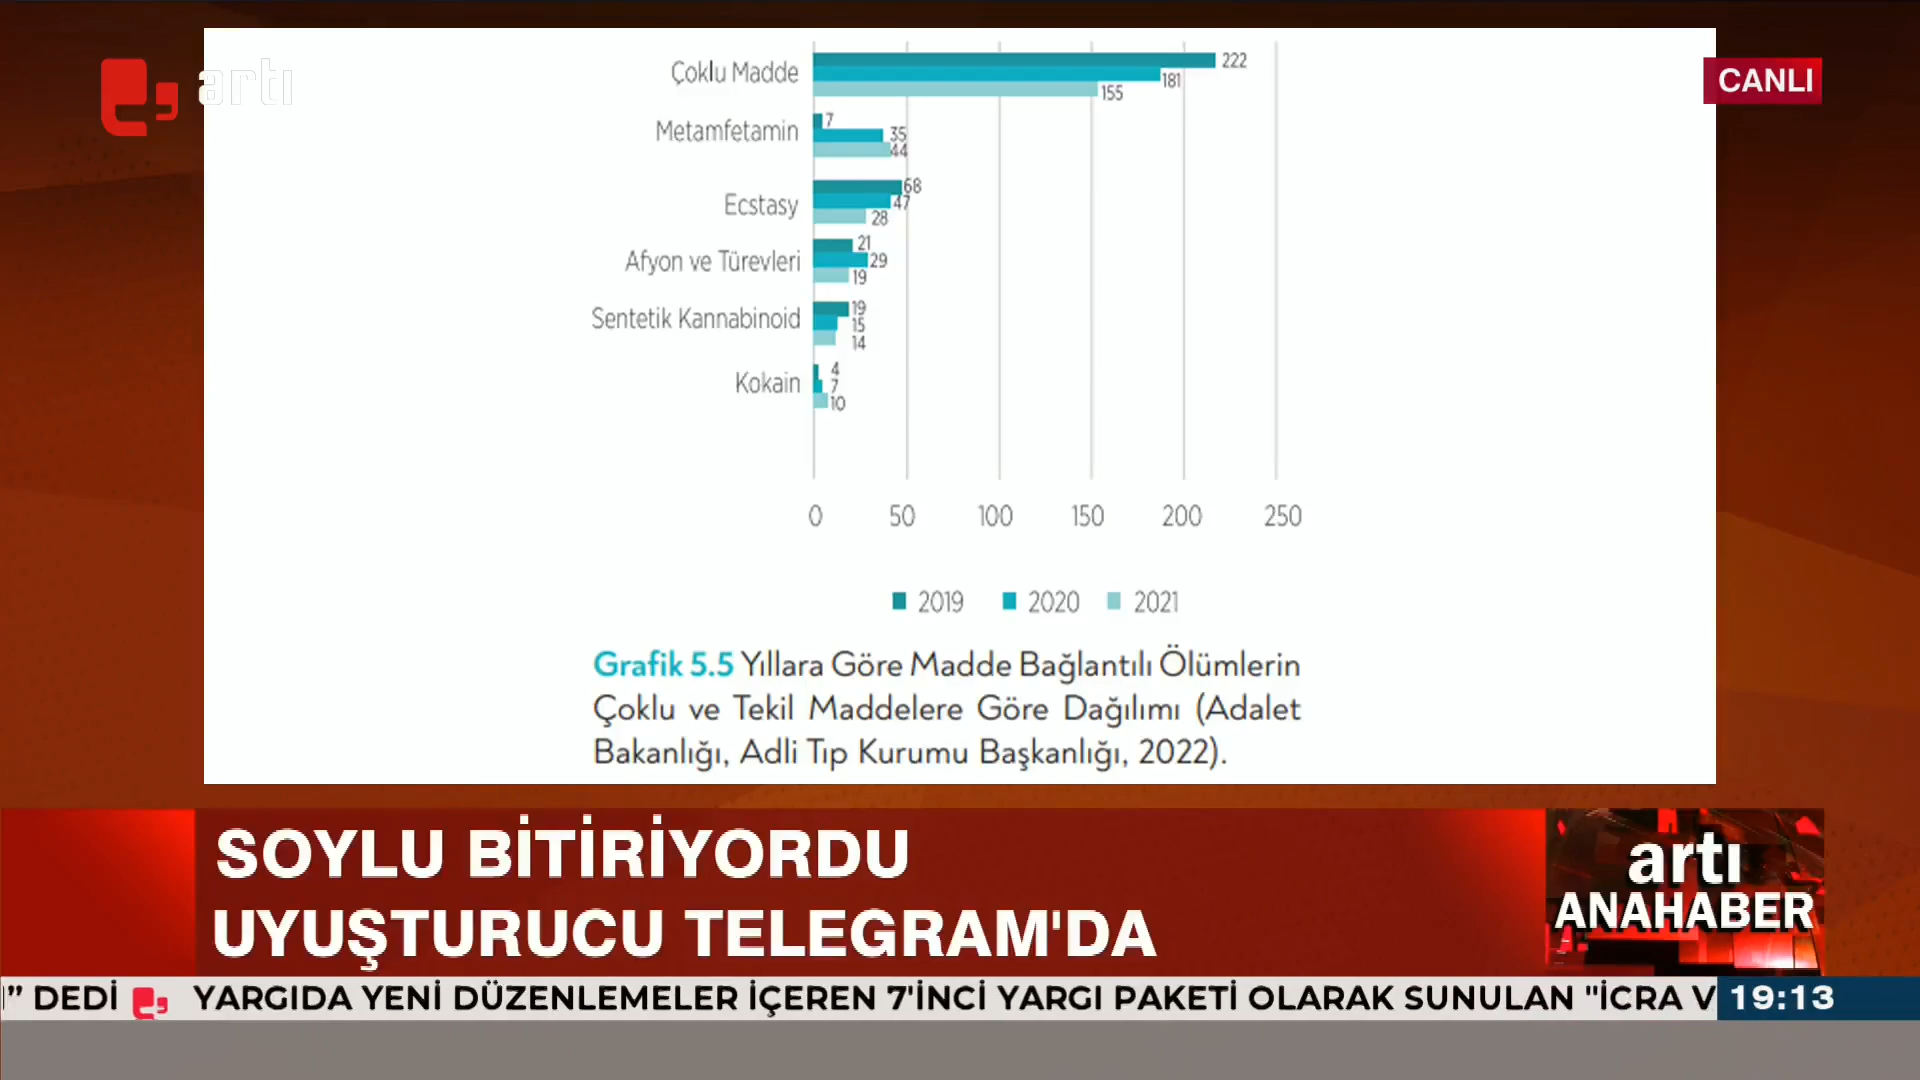 artı
CANLI
Çoklu Madde
222
181
155
Metamfetamin
7
35
44
Ecstasy
68
47
28
Afyon ve Türevleri
21
29
19
Sentetik Kannabinoid
19
15
14
Kokain
4
7
10
0 50 100 150 200 250
2019 2020 2021
Grafik 5.5 Yıllara Göre Madde Bağlantılı Ölümlerin
Çoklu ve Tekil Maddelere Göre Dağılımı (Adalet
Bakanlığı, Adli Tıp Kurumu Başkanlığı, 2022).
SOYLU BİTİRİYORDU
UYUŞTURUCU TELEGRAM'DA
artı
ANAHABER
” DEDİ YARGIDA YENİ DÜZENLEMELER İÇEREN 7'İNCİ YARGI PAKETİ OLARAK SUNULAN "İCRA V
19:13